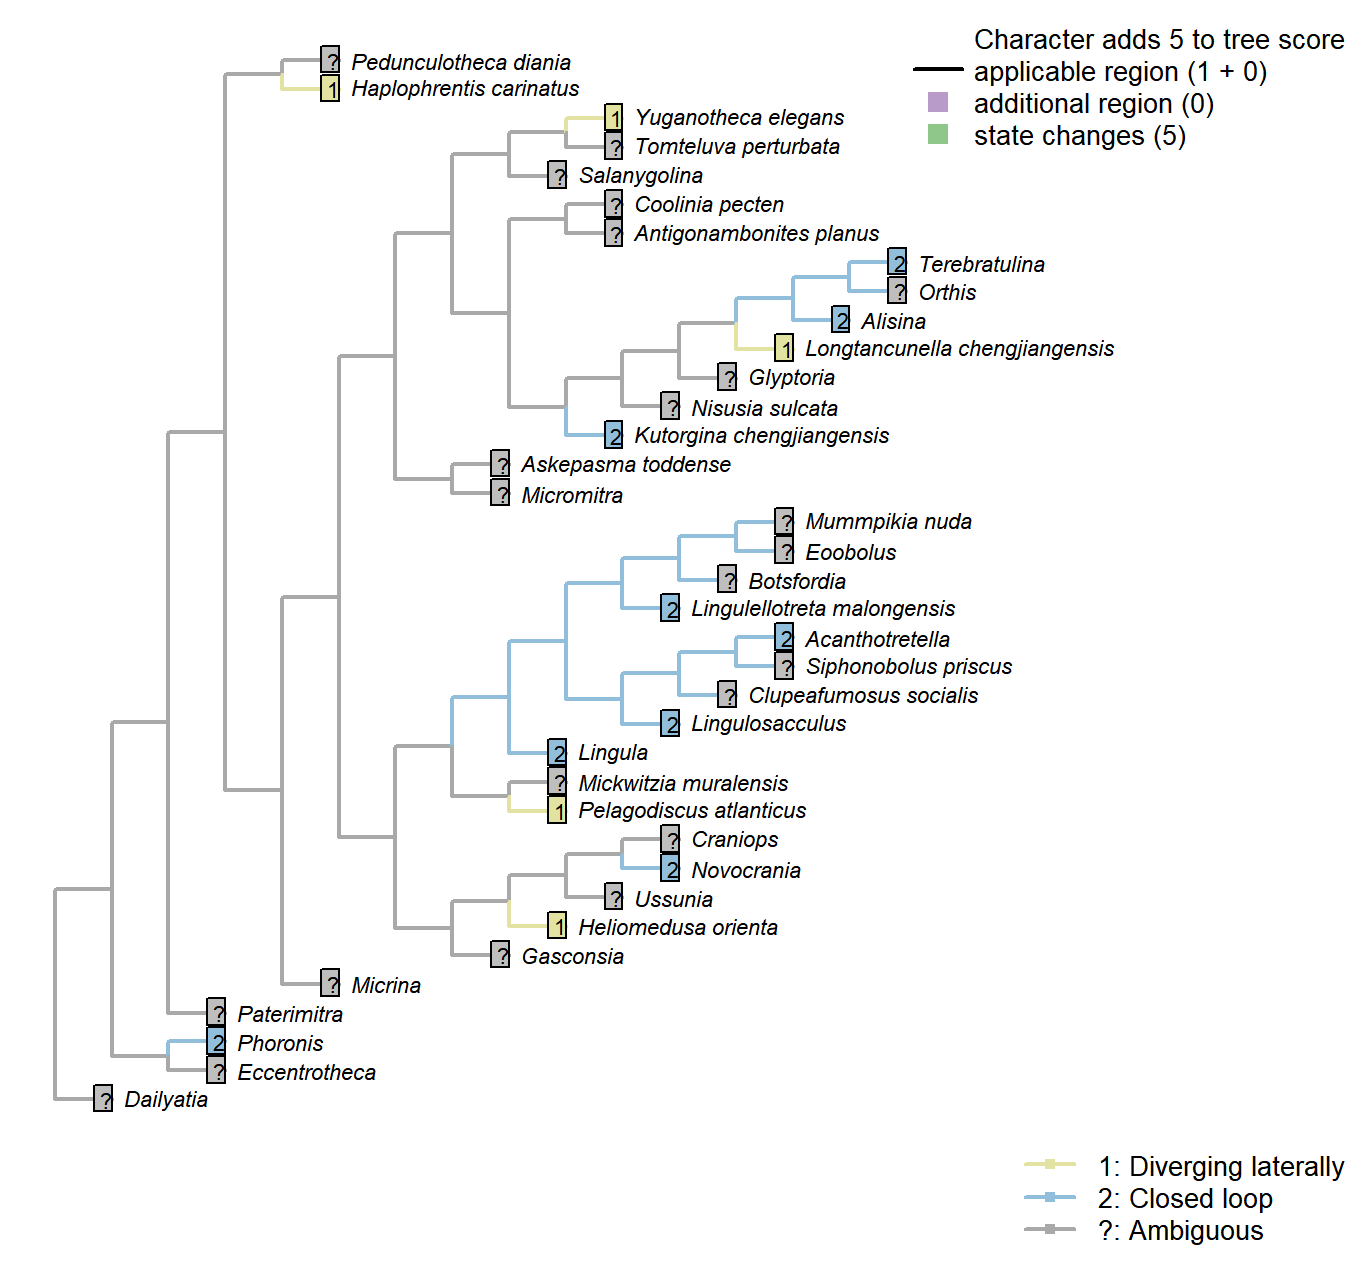 Character adds 5 to tree score
applicable region (1 + 0)
additional region (0)
state changes (5)
? Pedunculotheca diania
1 Haplophrentis carinatus
1 Yuganotheca elegans
? Tomteluva perturbata
? Salanygolina
? Coolinia pecten
? Antigonambonites planus
2 Terebratulina
? Orthis
2 Alisina
1 Longtancunella chengjiangensis
? Glyptoria
? Nisusia sulcata
2 Kutorgina chengjiangensis
? Askepasma toddense
? Micromitra
? Mummpikia nuda
? Eoobolus
? Botsfordia
2 Lingulellotreta malongensis
2 Acanthotretella
? Siphonobolus priscus
? Clupeafumosus socialis
2 Lingulosacculus
2 Lingula
? Mickwitzia muralensis
1 Pelagodiscus atlanticus
? Craniops
2 Novocrania
? Ussunia
1 Heliomedusa orienta
? Gasconsia
? Micrina
? Paterimitra
2 Phoronis
? Eccentrotheca
? Dailyatia
1: Diverging laterally
2: Closed loop
?: Ambiguous